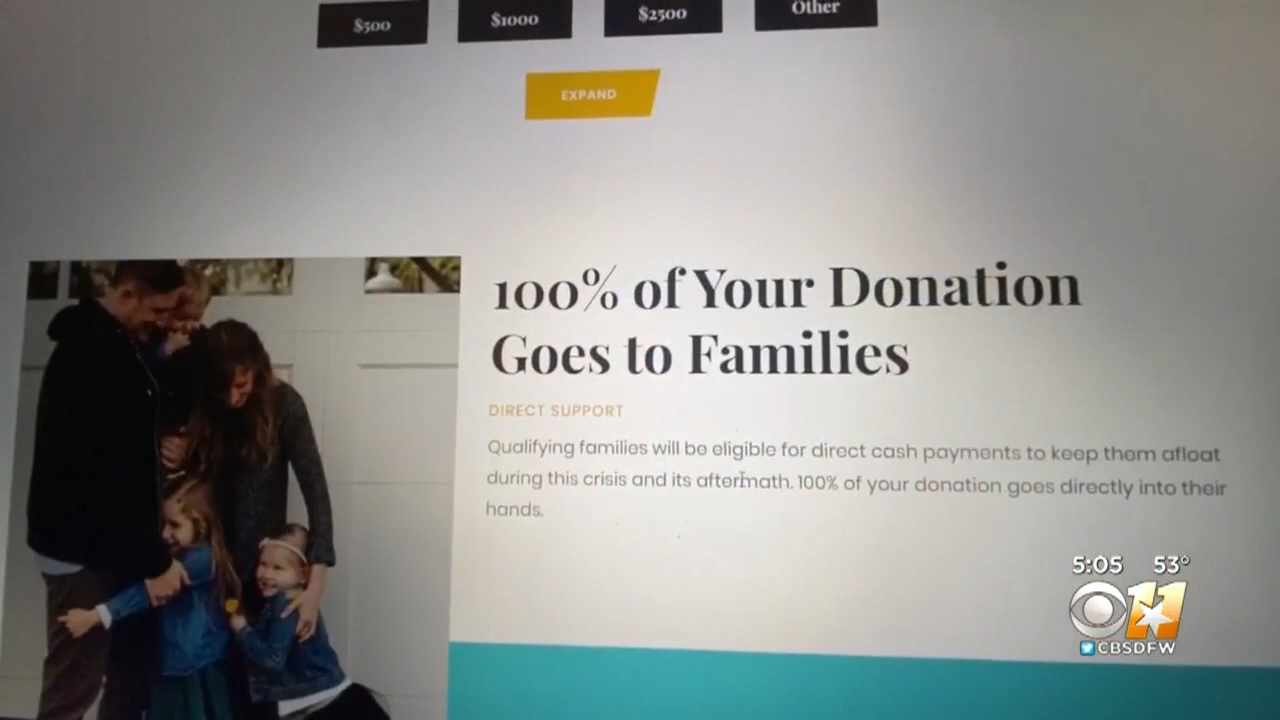 $500 $1000 $2500 Other
EXPAND
100% of Your Donation
Goes to Families
DIRECT SUPPORT
Qualifying families will be eligible for direct cash payments to keep them afloat
during this crisis and its aftermath. 100% of your donation goes directly into their
hands.
5:05 53°
11
CBSDFW